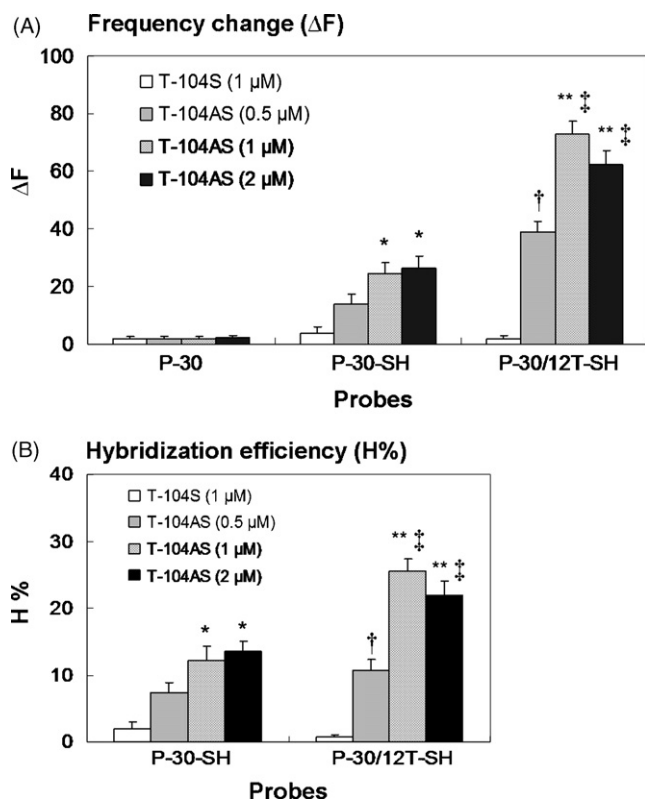 (A) Frequency change (ΔF)
100
80
60
40
20
0
ΔF
T-104S (1 µM)
T-104AS (0.5 µM)
T-104AS (1 µM)
T-104AS (2 µM)
* * † ** ‡ ** ‡
P-30 P-30-SH P-30/12T-SH
Probes
(B) Hybridization efficiency (H%)
40
30
20
10
0
H %
T-104S (1 µM)
T-104AS (0.5 µM)
T-104AS (1 µM)
T-104AS (2 µM)
* * † ** ‡ ** ‡
P-30-SH P-30/12T-SH
Probes